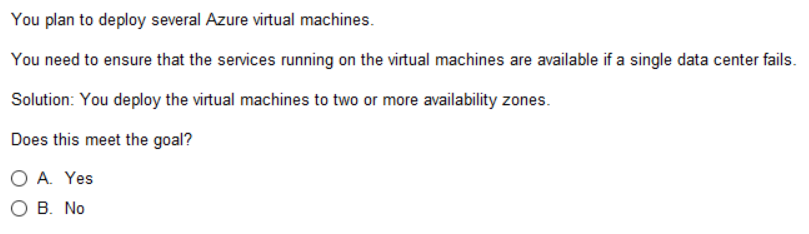 You plan to deploy several Azure virtual machines.
You need to ensure that the services running on the virtual machines are available if a single data center fails.
Solution: You deploy the virtual machines to two or more availability zones.
Does this meet the goal?
A. Yes
B. No